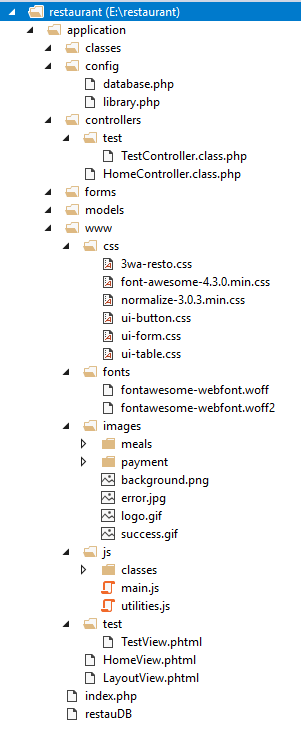 restaurant (E:\restaurant)
application
classes
config
database.php
library.php
controllers
test
TestController.class.php
HomeController.class.php
forms
models
www
css
3wa-resto.css
font-awesome-4.3.0.min.css
normalize-3.0.3.min.css
ui-button.css
ui-form.css
ui-table.css
fonts
fontawesome-webfont.woff
fontawesome-webfont.woff2
images
meals
payment
background.png
error.jpg
logo.gif
success.gif
js
classes
main.js
utilities.js
test
TestView.phtml
HomeView.phtml
LayoutView.phtml
index.php
restauDB